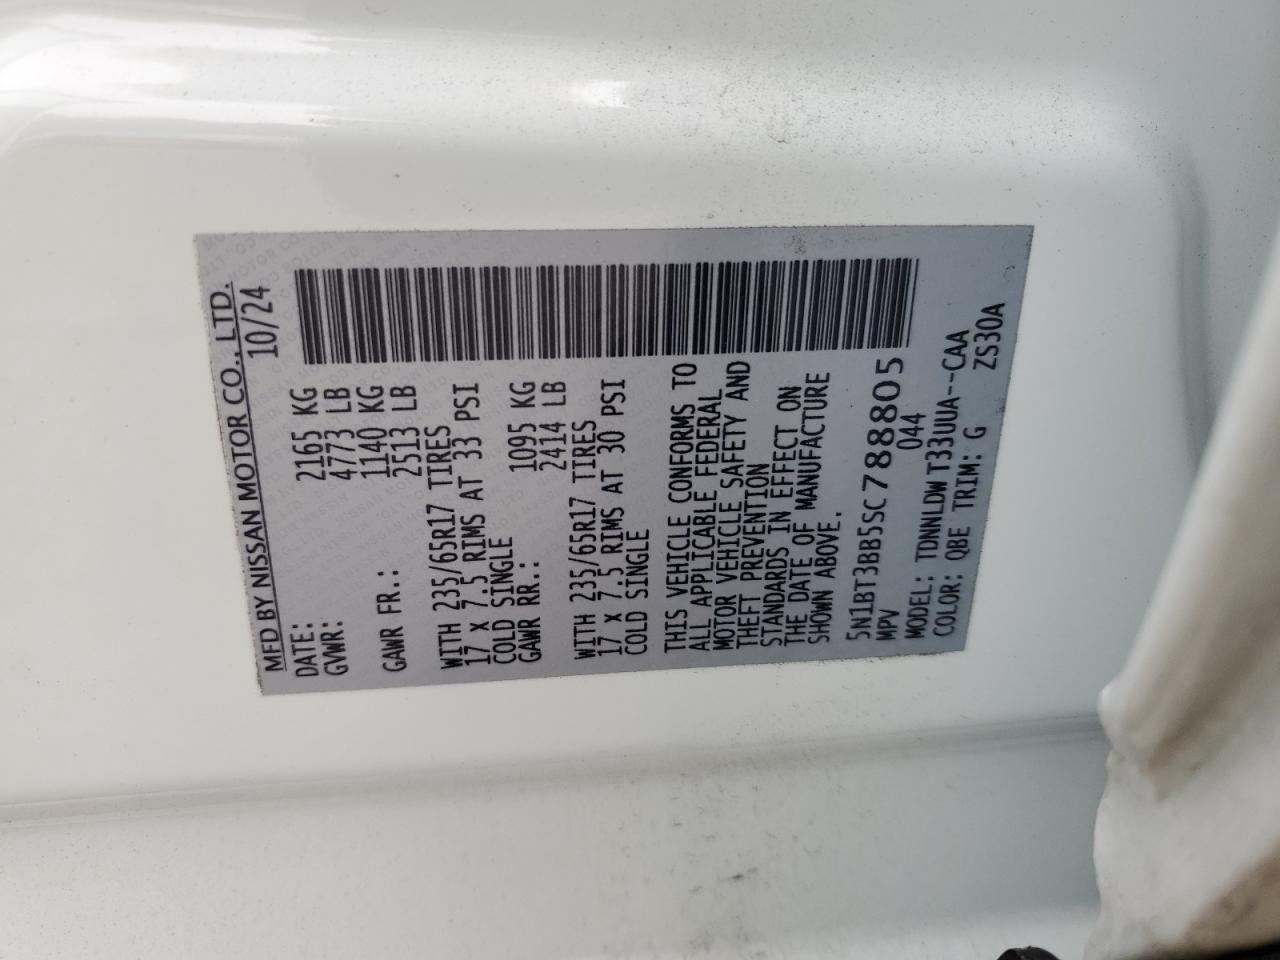 MFD BY NISSAN MOTOR CO., LTD.
DATE: 10/24
GVWR: 2165 KG
4773 LB
GAWR FR.: 1140 KG
2513 LB
WITH 235/65R17 TIRES
17 X 7.5 RIMS AT 33 PSI
COLD SINGLE
GAWR RR.: 1095 KG
2414 LB
WITH 235/65R17 TIRES
17 X 7.5 RIMS AT 30 PSI
COLD SINGLE
THIS VEHICLE CONFORMS TO
ALL APPLICABLE FEDERAL
MOTOR VEHICLE SAFETY AND
THEFT PREVENTION
STANDARDS IN EFFECT ON
THE DATE OF MANUFACTURE
SHOWN ABOVE.
5N1BT3BB5SC788805
MPV 044
MODEL: TDNNLDW T33UUA--CAA
COLOR: QBE TRIM: G ZS30A